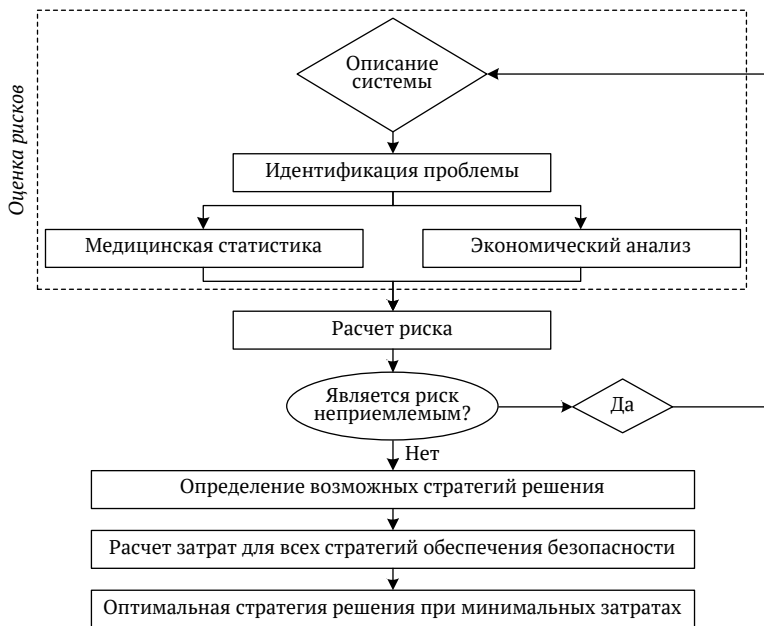 Оценка рисков
Описание
системы
Идентификация проблемы
Медицинская статистика
Экономический анализ
Расчет риска
Является риск
неприемлемым?
Да
Нет
Определение возможных стратегий решения
Расчет затрат для всех стратегий обеспечения безопасности
Оптимальная стратегия решения при минимальных затратах